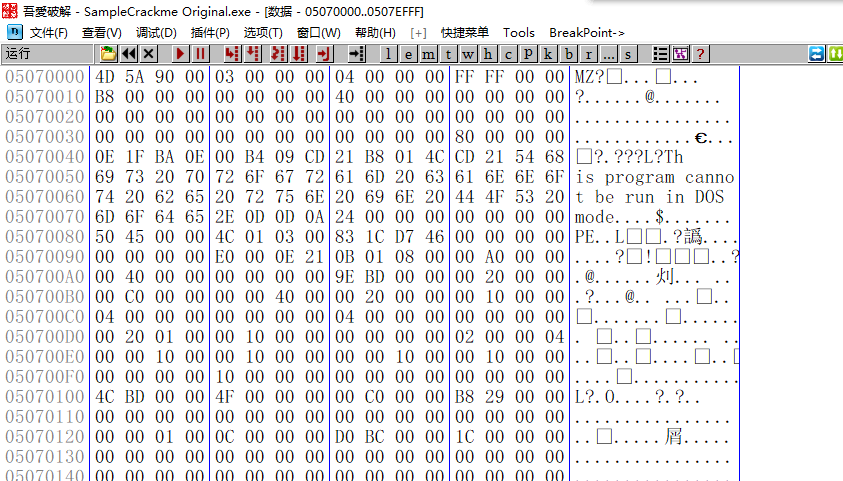 吾愛破解 - SampleCrackme Original.exe - [数据 - 05070000..0507EFFF]
文件(F) 查看(V) 调试(D) 插件(P) 选项(T) 窗口(W) 帮助(H) [+] 快捷菜单 Tools BreakPoint->
运行 l e m t w h c p k b r ... s ?
05070000 4D 5A 90 00 03 00 00 00 04 00 00 00 FF FF 00 00 MZ?□...□...
05070010 B8 00 00 00 00 00 00 00 40 00 00 00 00 00 00 00 ?.......@.......
05070020 00 00 00 00 00 00 00 00 00 00 00 00 00 00 00 00 ................
05070030 00 00 00 00 00 00 00 00 00 00 00 00 80 00 00 00 ............€...
05070040 0E 1F BA 0E 00 B4 09 CD 21 B8 01 4C CD 21 54 68 □?.???L?Th
05070050 69 73 20 70 72 6F 67 72 61 6D 20 63 61 6E 6E 6F is program canno
05070060 74 20 62 65 20 72 75 6E 20 69 6E 20 44 4F 53 20 t be run in DOS
05070070 6D 6F 64 65 2E 0D 0D 0A 24 00 00 00 00 00 00 00 mode....$.......
05070080 50 45 00 00 4C 01 03 00 83 1C D7 46 00 00 00 00 PE..L□□.?譌....
05070090 00 00 00 00 E0 00 0E 21 0B 01 08 00 00 A0 00 00 ....?□!□□□..?
050700A0 00 40 00 00 00 00 00 00 9E BD 00 00 00 20 00 00 .@......灲... ..
050700B0 00 C0 00 00 00 00 40 00 00 20 00 00 00 10 00 00 .?...@.. ...□..
050700C0 04 00 00 00 00 00 00 00 04 00 00 00 00 00 00 00 □.......□.......
050700D0 00 20 01 00 00 10 00 00 00 00 00 00 02 00 00 04 . □..□...... ..
050700E0 00 00 10 00 00 10 00 00 00 00 10 00 00 10 00 00 ..□..□....□..□
050700F0 00 00 00 00 10 00 00 00 00 00 00 00 00 00 00 00 ....□...........
05070100 4C BD 00 00 4F 00 00 00 00 C0 00 00 B8 29 00 00 L?.O....?.?..
05070110 00 00 00 00 00 00 00 00 00 00 00 00 00 00 00 00 ................
05070120 00 00 01 00 0C 00 00 00 D0 BC 00 00 1C 00 00 00 ..□.....屑......
05070130 00 00 00 00 00 00 00 00 00 00 00 00 00 00 00 00 ................
05070140 00 00 00 00 00 00 00 00 00 00 00 00 00 00 00 00